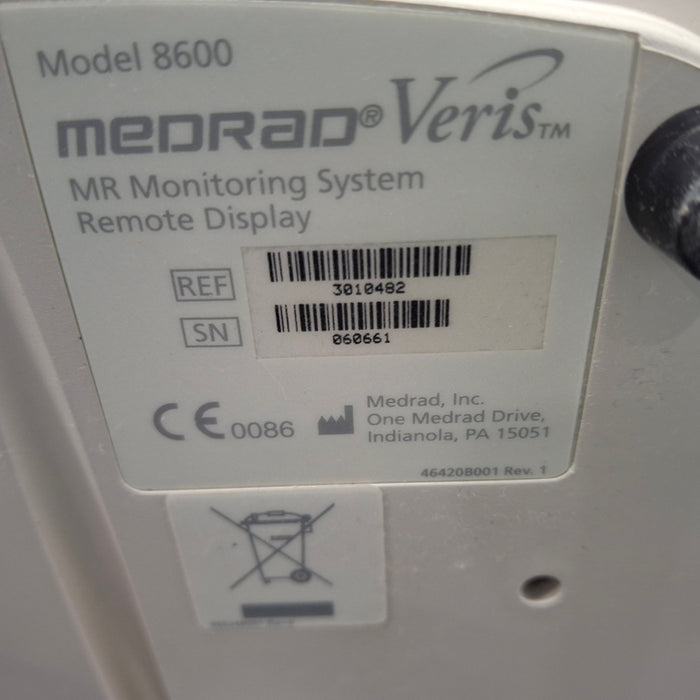 Model 8600
MEDRAD® Veris™
MR Monitoring System
Remote Display
REF
3010482
SN
060661
CE 0086
Medrad, Inc.
One Medrad Drive,
Indianola, PA 15051
464208001 Rev. 1